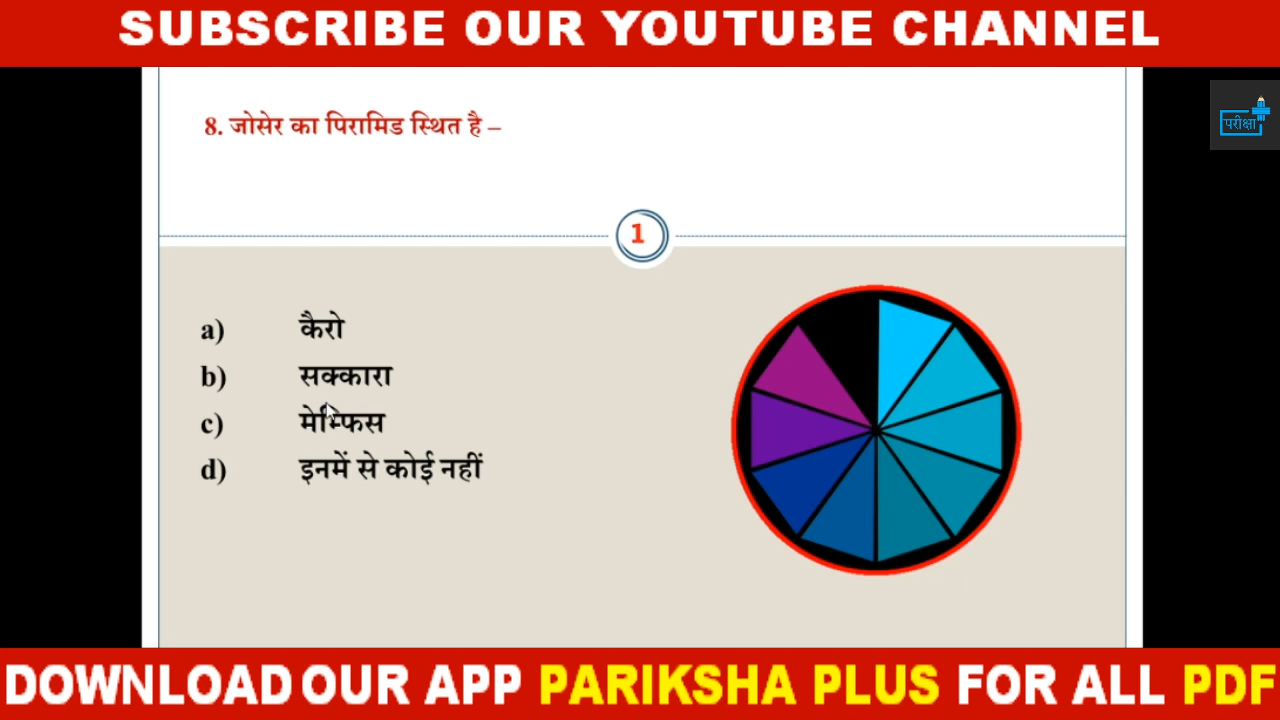 SUBSCRIBE OUR YOUTUBE CHANNEL
परीक्षा
8. जोसेर का पिरामिड स्थित है –
1
a) कैरो
b) सक्कारा
c) मेम्फिस
d) इनमें से कोई नहीं
DOWNLOAD OUR APP PARIKSHA PLUS FOR ALL PDF